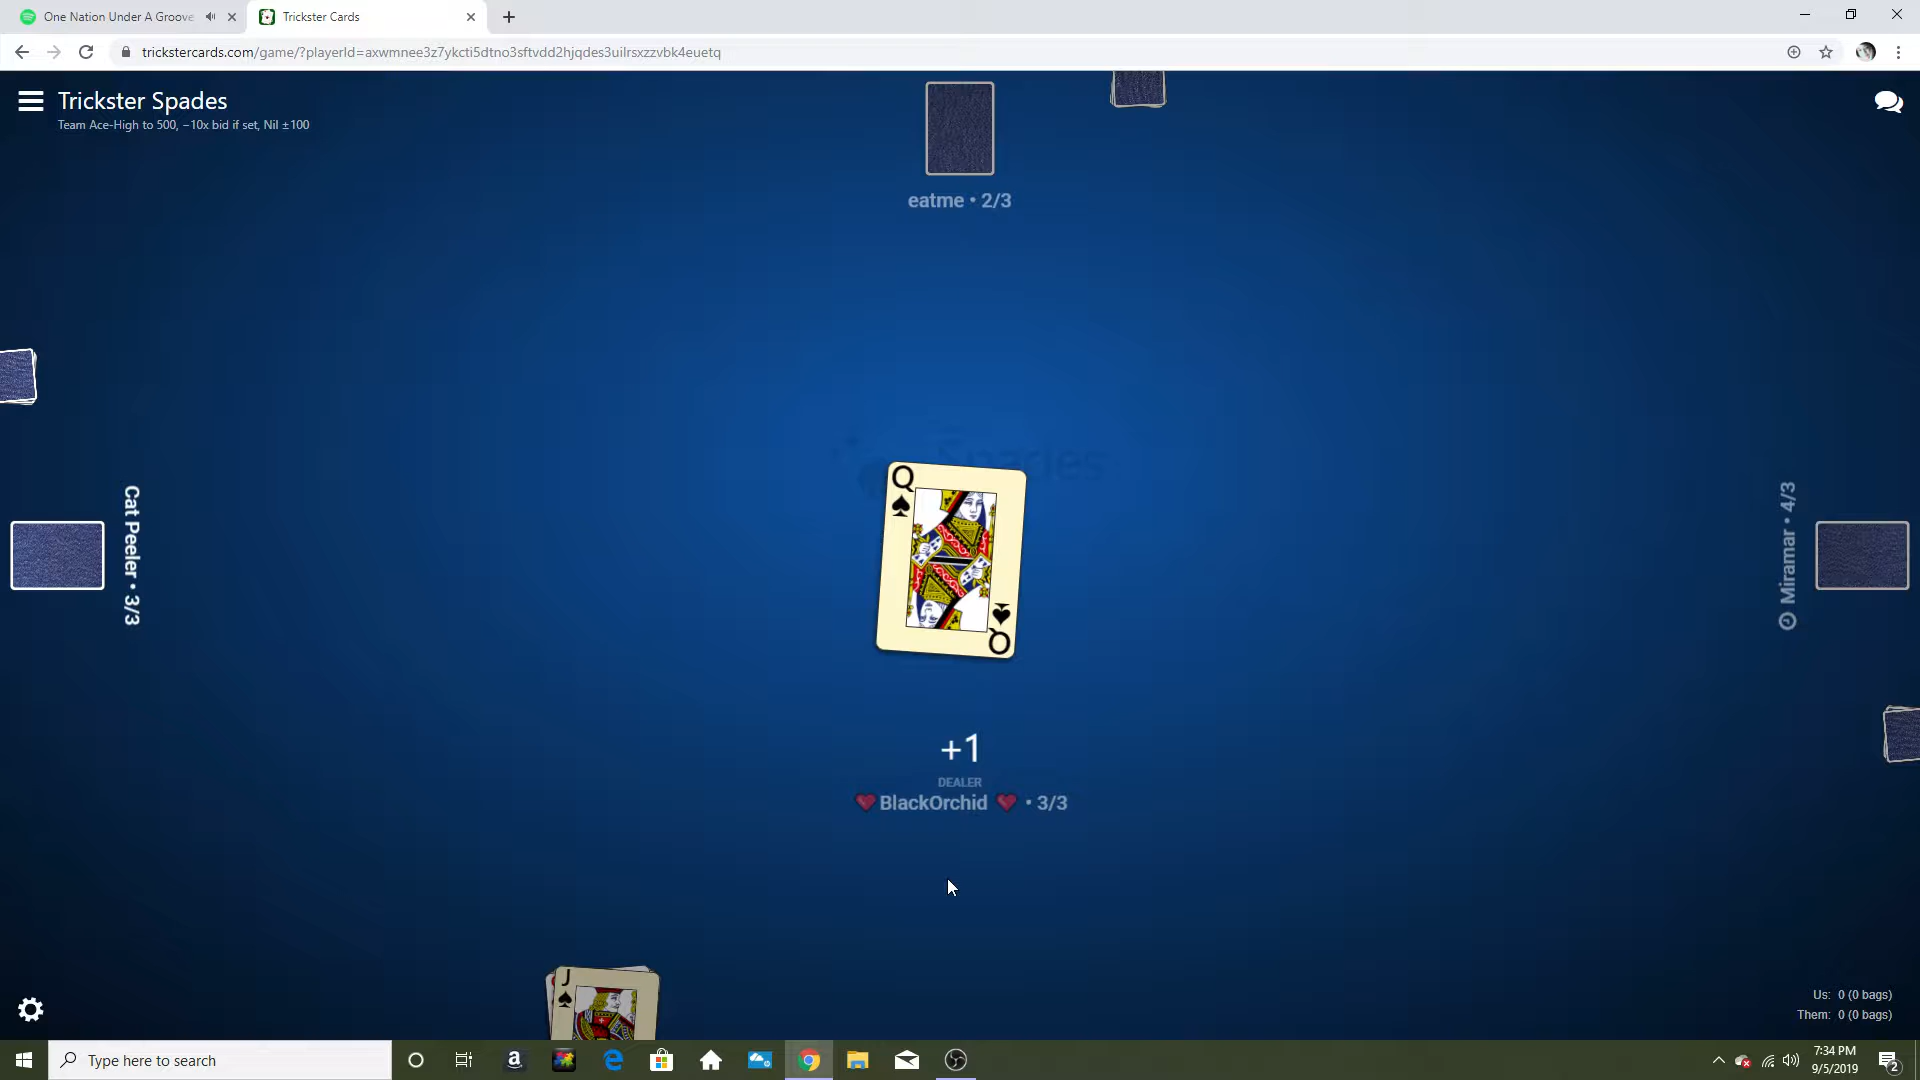 One Nation Under A Groove
Trickster Cards
trickstercards.com/game/?playerId=axwmnee3z7ykcti5dtno3sftvdd2hjqdes3uilrsxzzvbk4euetq
Trickster Spades
Team Ace-High to 500, −10x bid if set, Nil ±100
eatme • 2/3
Cat Peeler • 3/3
Miramar • 4/3
Spades
Q
Q
+1
DEALER
BlackOrchid • 3/3
J
Us: 0 (0 bags)
Them: 0 (0 bags)
Type here to search
7:34 PM
9/5/2019
2